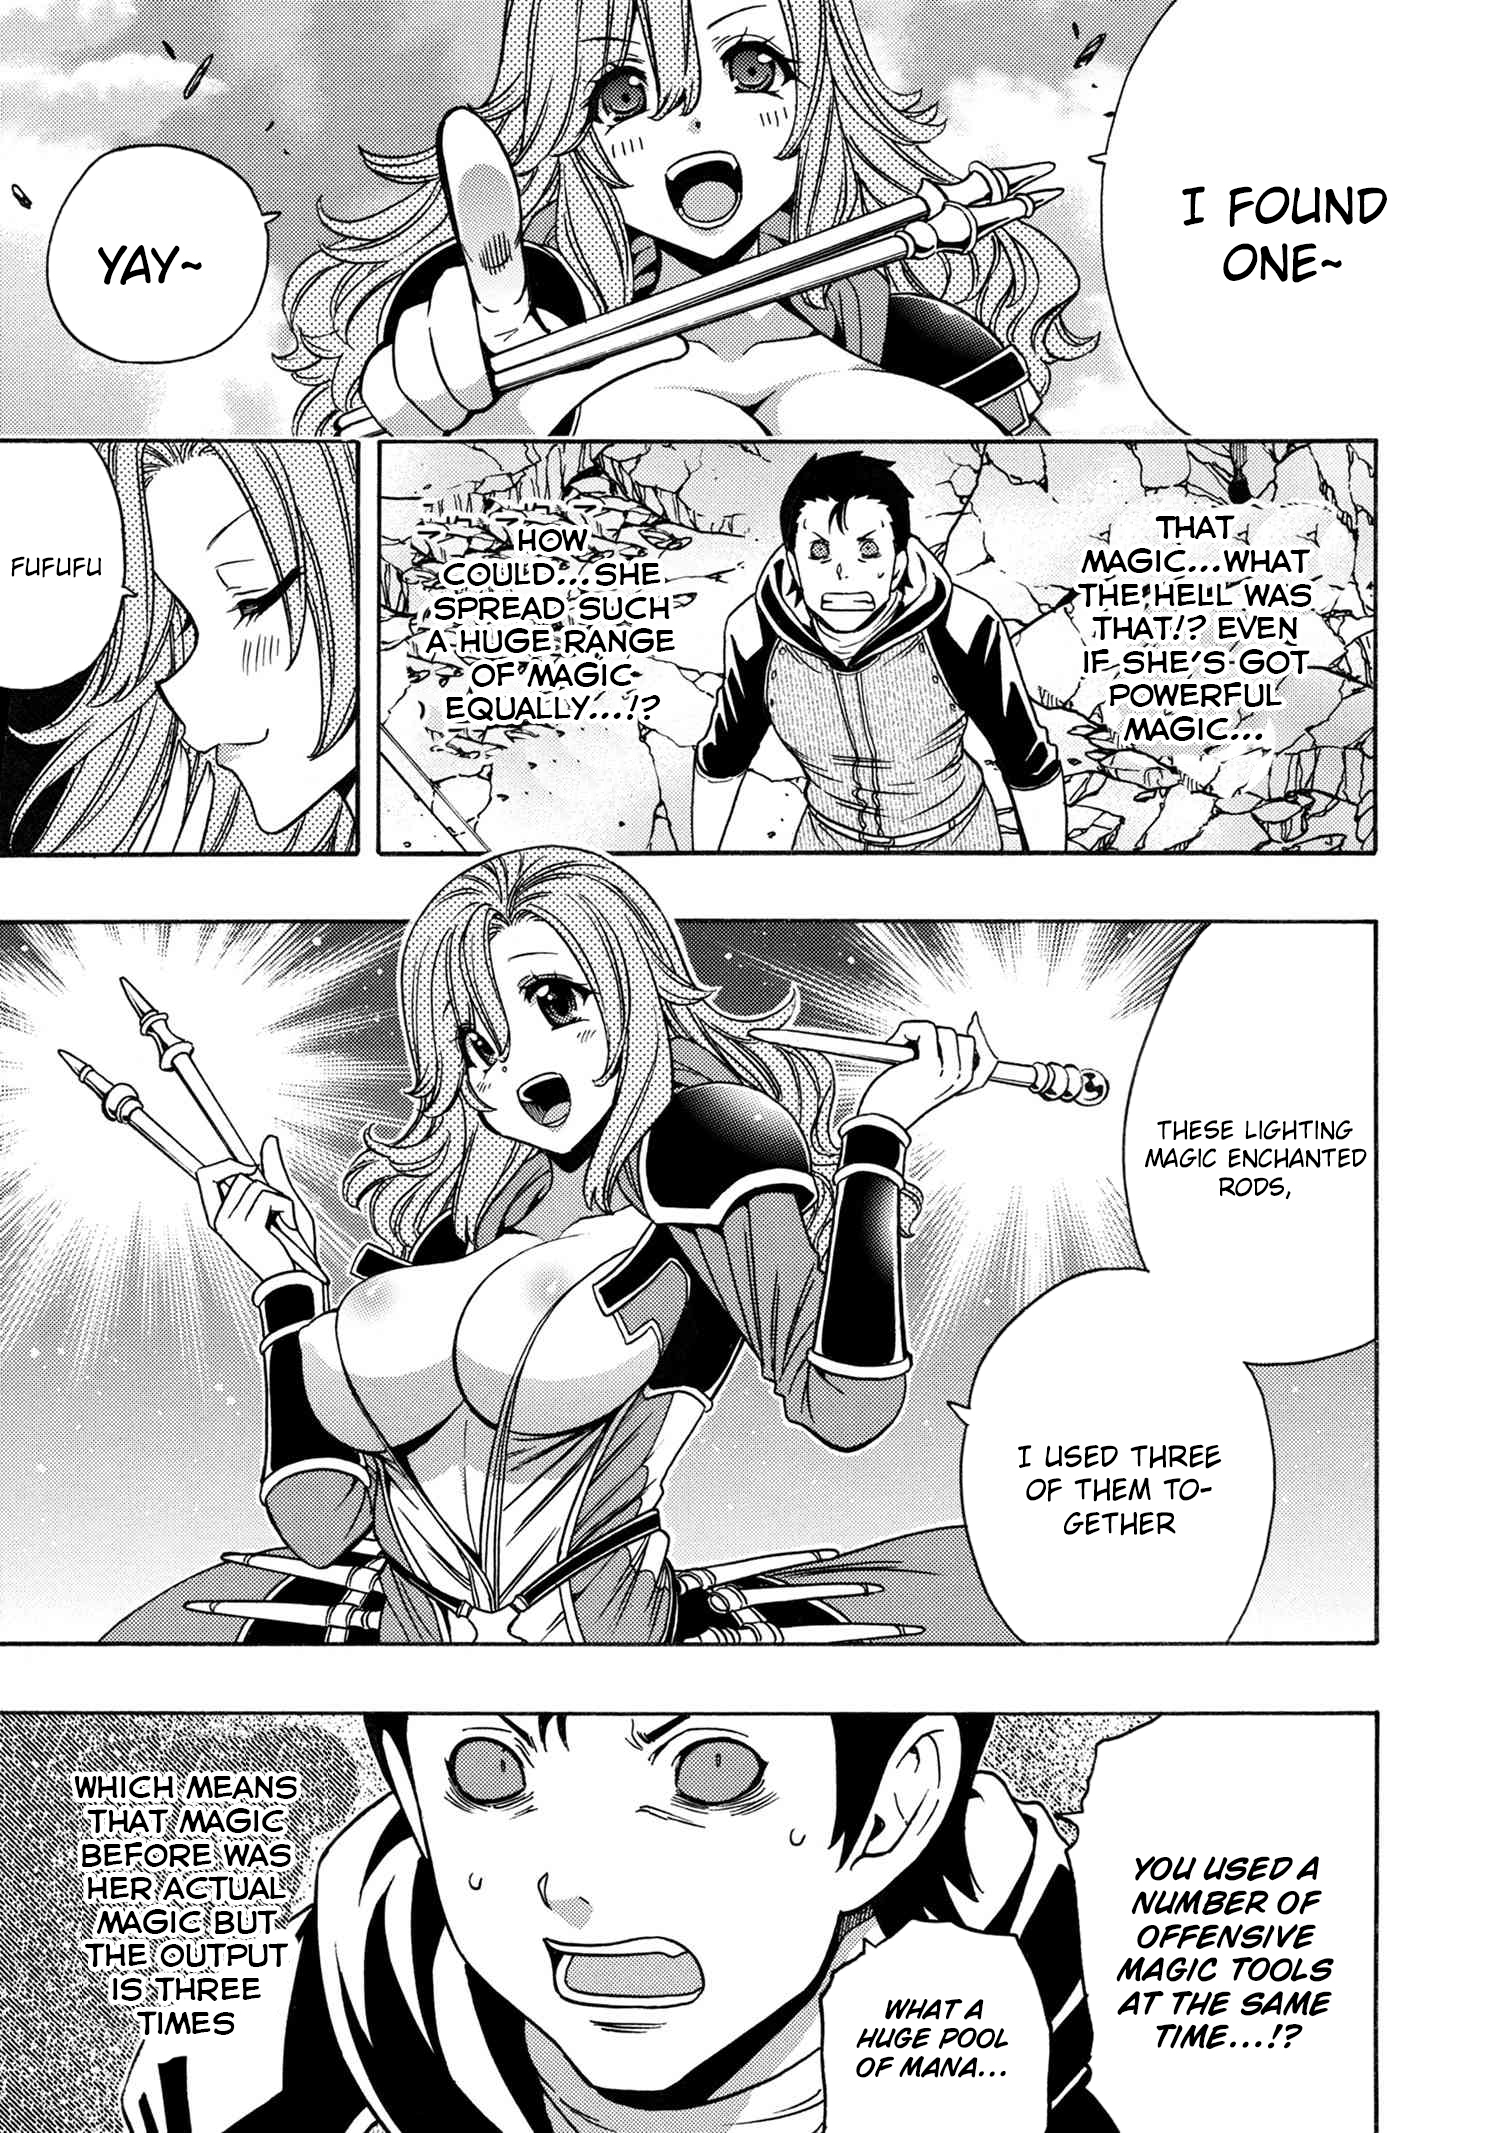 I FOUND
ONE~
YAY~
THAT
MAGIC...WHAT
THE HELL WAS
THAT!? EVEN
IF SHE'S GOT
POWERFUL
MAGIC...
HOW
COULD...SHE
SPREAD SUCH
A HUGE RANGE
OF MAGIC
EQUALLY...!?
FUFUFU
THESE LIGHTING
MAGIC ENCHANTED
RODS,
I USED THREE
OF THEM TO-
GETHER
YOU USED A
NUMBER OF
OFFENSIVE
MAGIC TOOLS
AT THE SAME
TIME...!?
WHAT A
HUGE POOL
OF MANA...
WHICH MEANS
THAT MAGIC
BEFORE WAS
HER ACTUAL
MAGIC BUT
THE OUTPUT
IS THREE
TIMES